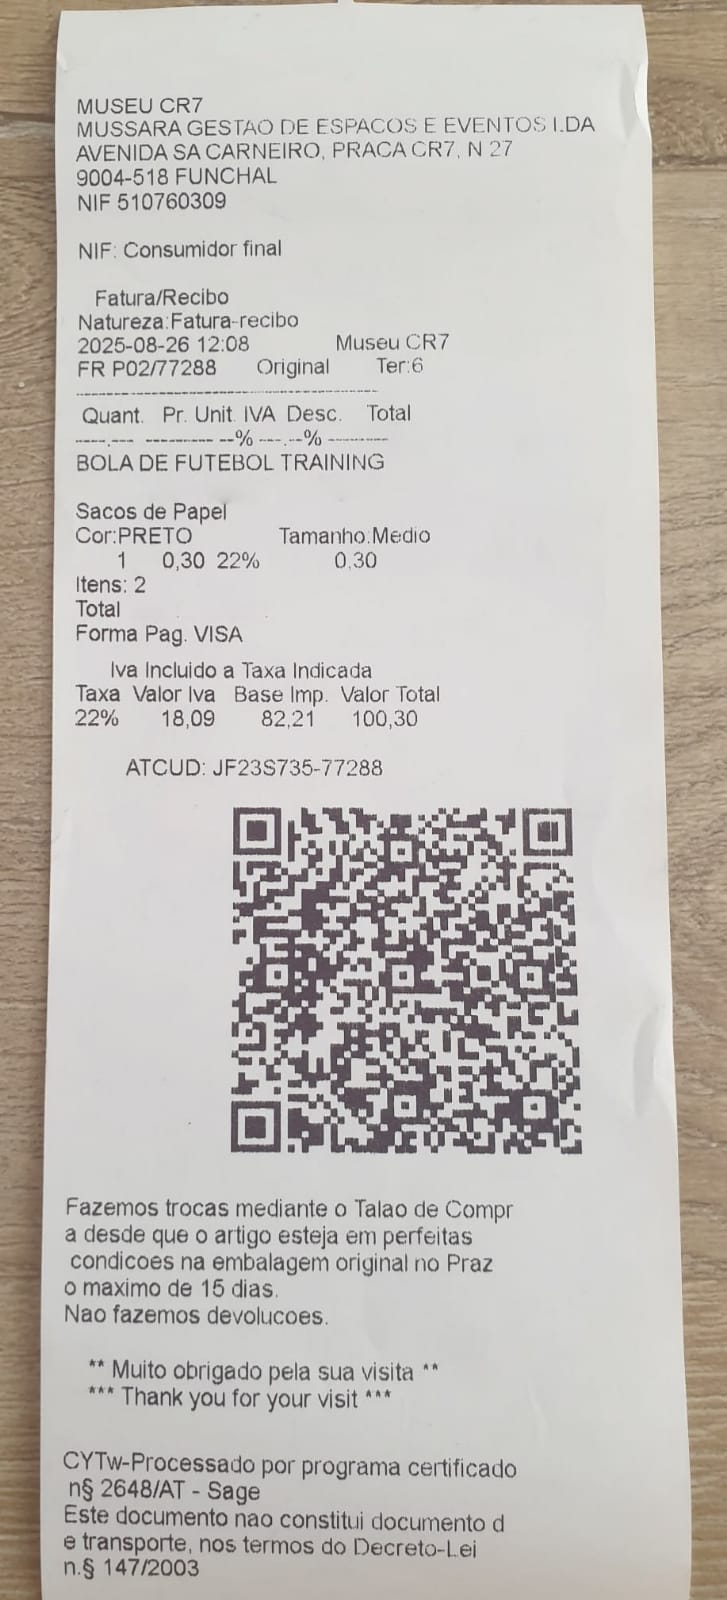 MUSEU CR7
MUSSARA GESTAO DE ESPACOS E EVENTOS LDA
AVENIDA SA CARNEIRO, PRACA CR7, N 27
9004-518 FUNCHAL
NIF 510760309
NIF: Consumidor final
Fatura/Recibo
Natureza:Fatura-recibo
2025-08-26 12:08 Museu CR7
FR P02/77288 Original Ter:6
Quant. Pr. Unit. IVA Desc. Total
----.--- --------- --% ---.--% ---------
BOLA DE FUTEBOL TRAINING
Sacos de Papel
Cor:PRETO Tamanho:Medio
1 0,30 22% 0,30
Itens: 2
Total
Forma Pag. VISA
Iva Incluido a Taxa Indicada
Taxa Valor Iva Base Imp. Valor Total
22% 18,09 82,21 100,30
ATCUD: JF23S735-77288
Fazemos trocas mediante o Talao de Compr
a desde que o artigo esteja em perfeitas
condicoes na embalagem original no Praz
o maximo de 15 dias.
Nao fazemos devolucoes.
** Muito obrigado pela sua visita **
*** Thank you for your visit ***
CYTw-Processado por programa certificado
n§ 2648/AT - Sage
Este documento nao constitui documento d
e transporte, nos termos do Decreto-Lei
n.§ 147/2003